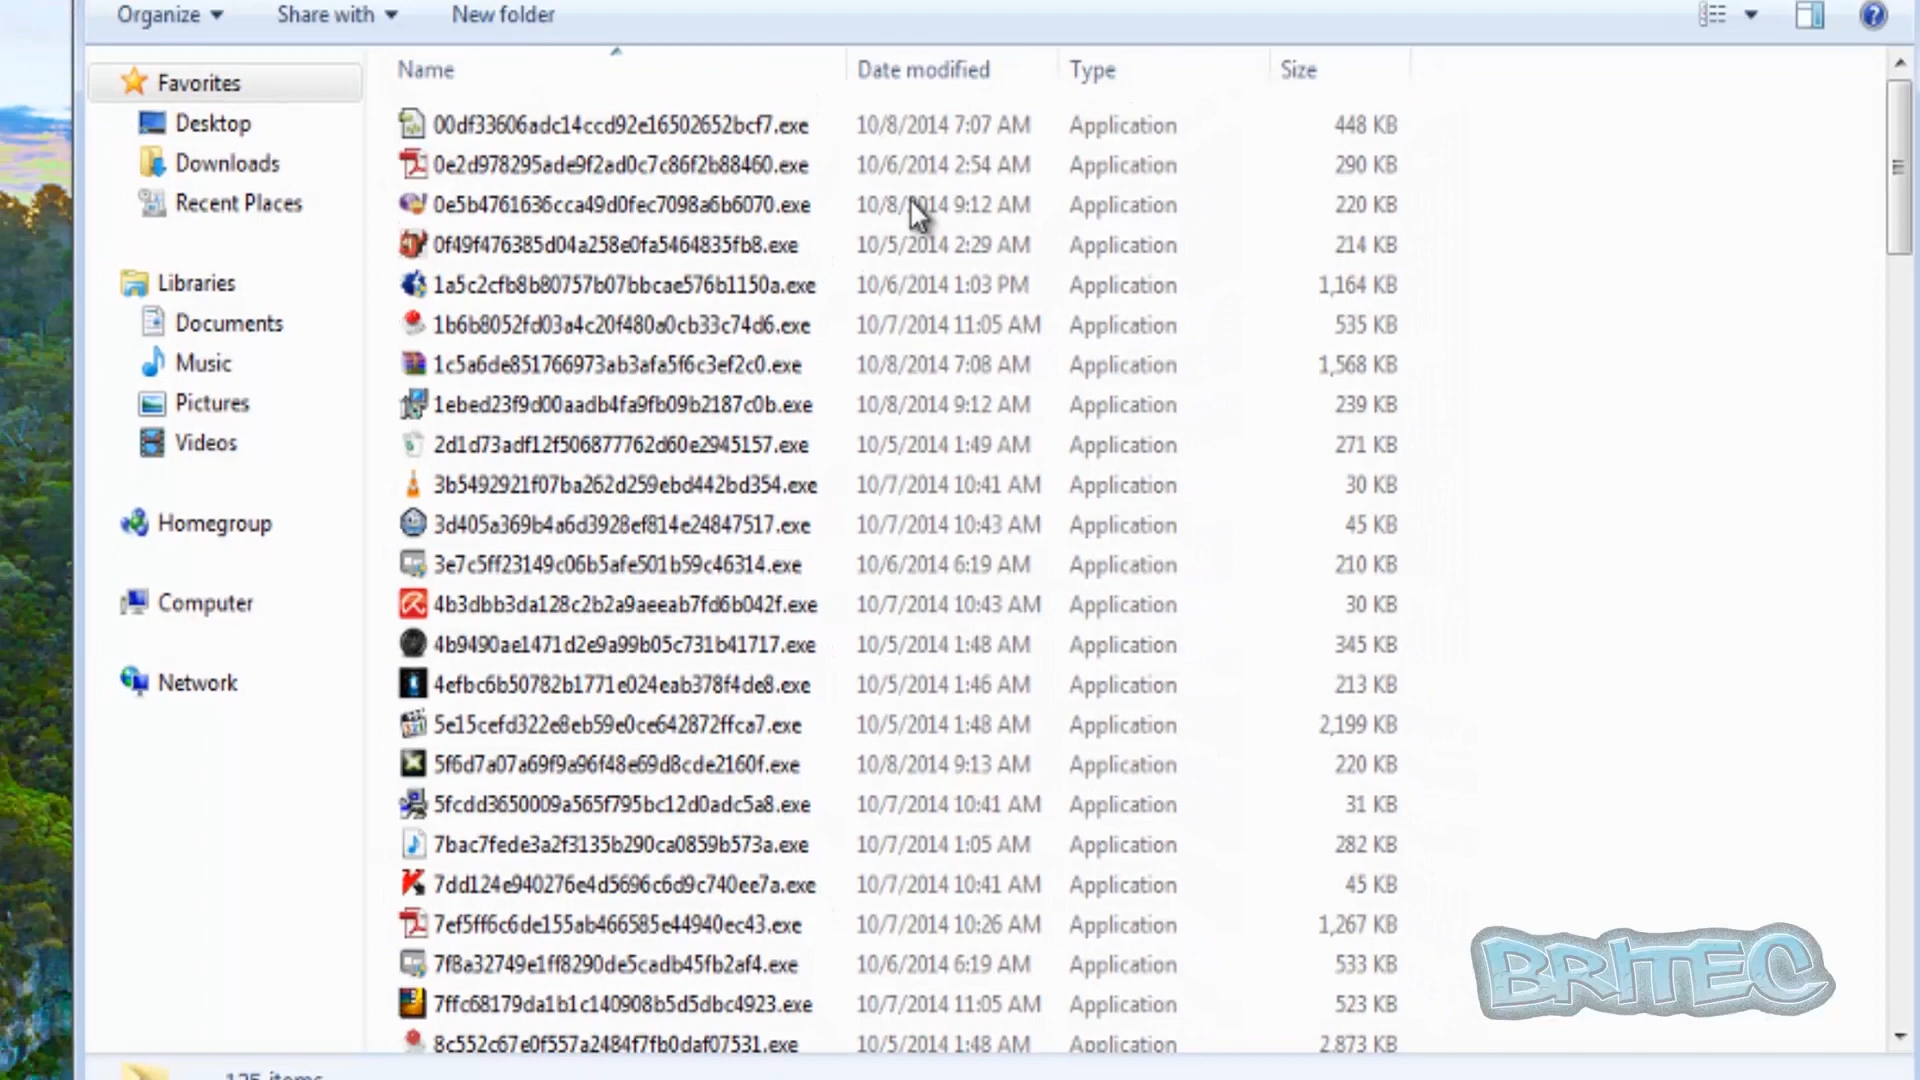 Organize Share with New folder
Name Date modified Type Size
Favorites
Desktop
Downloads
Recent Places
Libraries
Documents
Music
Pictures
Videos
Homegroup
Computer
Network
00df33606adc14ccd92e16502652bcf7.exe 10/8/2014 7:07 AM Application 448 KB
0e2d978295ade9f2ad0c7c86f2b88460.exe 10/6/2014 2:54 AM Application 290 KB
0e5b4761636cca49d0fec7098a6b6070.exe 10/8/2014 9:12 AM Application 220 KB
0f49f476385d04a258e0fa5464835fb8.exe 10/5/2014 2:29 AM Application 214 KB
1a5c2cfb8b80757b07bbcae576b1150a.exe 10/6/2014 1:03 PM Application 1,164 KB
1b6b8052fd03a4c20f480a0cb33c74d6.exe 10/7/2014 11:05 AM Application 535 KB
1c5a6de851766973ab3afa5f6c3ef2c0.exe 10/8/2014 7:08 AM Application 1,568 KB
1ebed23f9d00aadb4fa9fb09b2187c0b.exe 10/8/2014 9:12 AM Application 239 KB
2d1d73adf12f506877762d60e2945157.exe 10/5/2014 1:49 AM Application 271 KB
3b5492921f07ba262d259ebd442bd354.exe 10/7/2014 10:41 AM Application 30 KB
3d405a369b4a6d3928ef814e24847517.exe 10/7/2014 10:43 AM Application 45 KB
3e7c5ff23149c06b5afe501b59c46314.exe 10/6/2014 6:19 AM Application 210 KB
4b3dbb3da128c2b2a9aeeab7fd6b042f.exe 10/7/2014 10:43 AM Application 30 KB
4b9490ae1471d2e9a99b05c731b41717.exe 10/5/2014 1:48 AM Application 345 KB
4efbc6b50782b1771e024eab378f4de8.exe 10/5/2014 1:46 AM Application 213 KB
5e15cefd322e8eb59e0ce642872ffca7.exe 10/5/2014 1:48 AM Application 2,199 KB
5f6d7a07a69f9a96f48e69d8cde2160f.exe 10/8/2014 9:13 AM Application 220 KB
5fcdd3650009a565f795bc12d0adc5a8.exe 10/7/2014 10:41 AM Application 31 KB
7bac7fede3a2f3135b290ca0859b573a.exe 10/7/2014 1:05 AM Application 282 KB
7dd124e940276e4d5696c6d9c740ee7a.exe 10/7/2014 10:41 AM Application 45 KB
7ef5ff6c6de155ab466585e44940ec43.exe 10/7/2014 10:26 AM Application 1,267 KB
7f8a32749e1ff8290de5cadb45fb2af4.exe 10/6/2014 6:19 AM Application 533 KB
7ffc68179da1b1c140908b5d5dbc4923.exe 10/7/2014 11:05 AM Application 523 KB
8c552c67e0f557a2484f7fb0daf07531.exe 10/5/2014 1:48 AM Application 2,873 KB
BRITEC
125 items